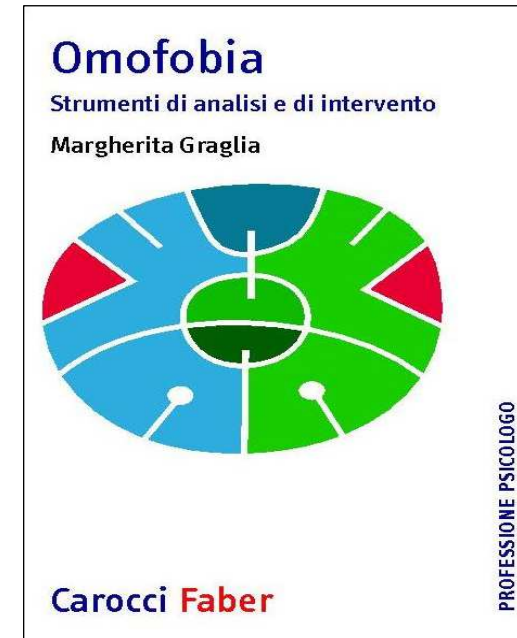 Omofobia
Strumenti di analisi e di intervento
Margherita Graglia
PROFESSIONE PSICOLOGO
Carocci Faber